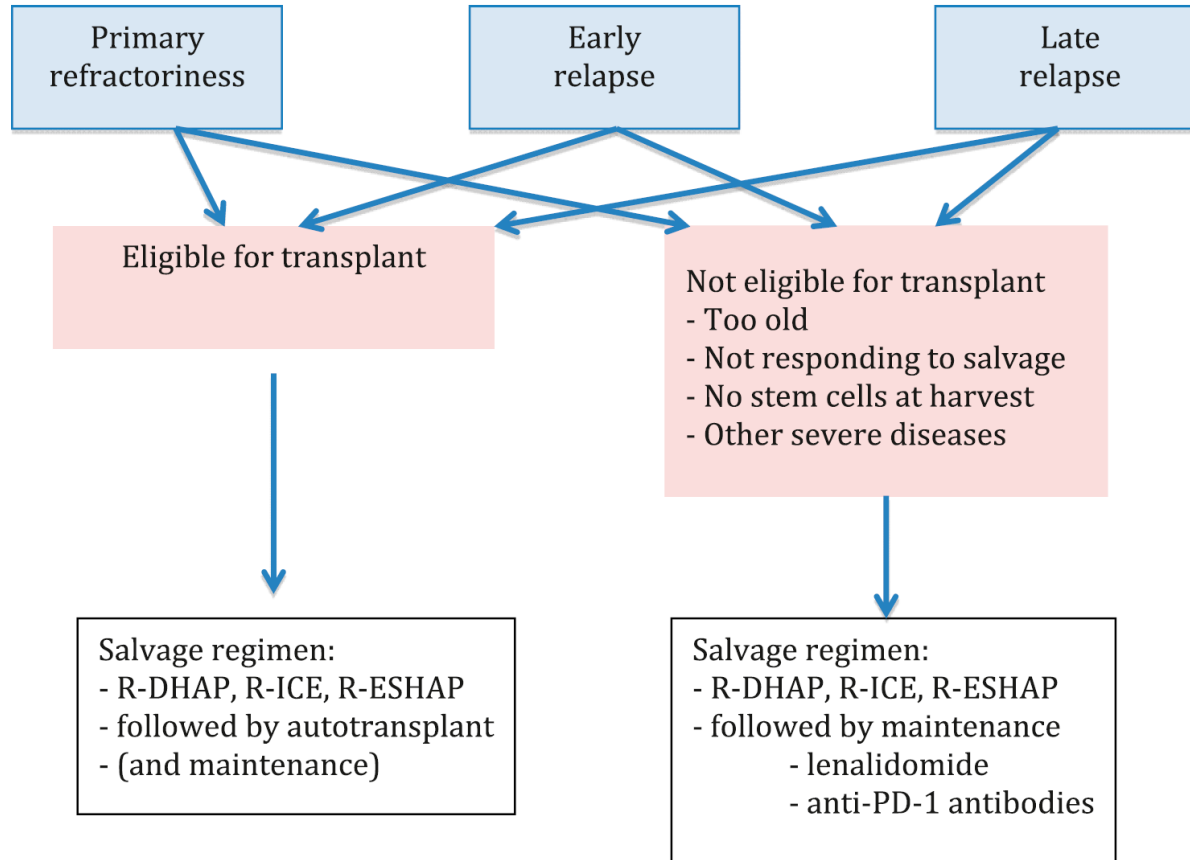 Primary
refractoriness
Early
relapse
Late
relapse
Eligible for transplant
Not eligible for transplant
- Too old
- Not responding to salvage
- No stem cells at harvest
- Other severe diseases
Salvage regimen:
- R-DHAP, R-ICE, R-ESHAP
- followed by autotransplant
- (and maintenance)
Salvage regimen:
- R-DHAP, R-ICE, R-ESHAP
- followed by maintenance
- lenalidomide
- anti-PD-1 antibodies